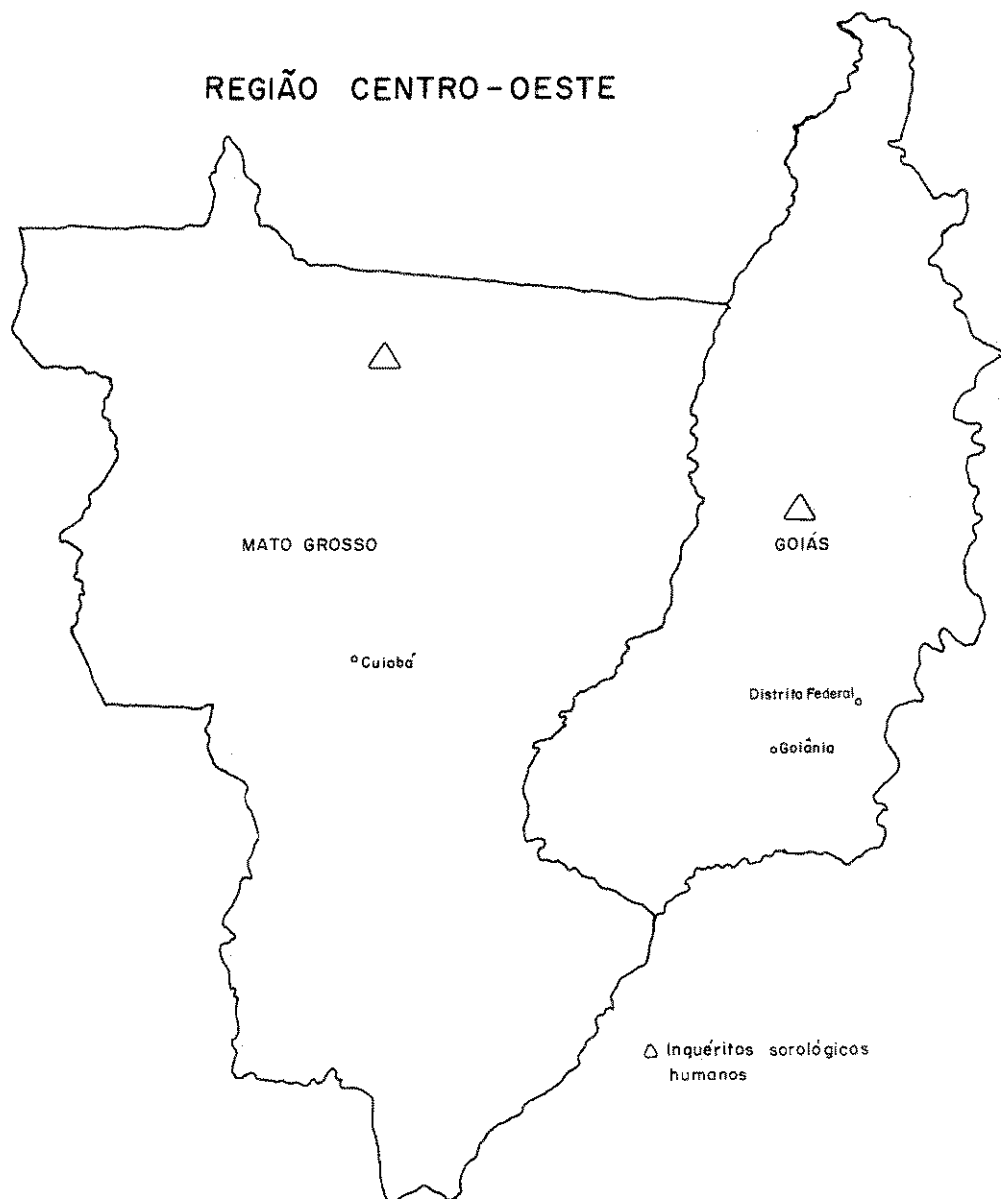 REGIÃO CENTRO-OESTE
MATO GROSSO
GOIÁS
Cuiabá
Distrito Federal
Goiânia
Inquéritos sorológicos
humanos